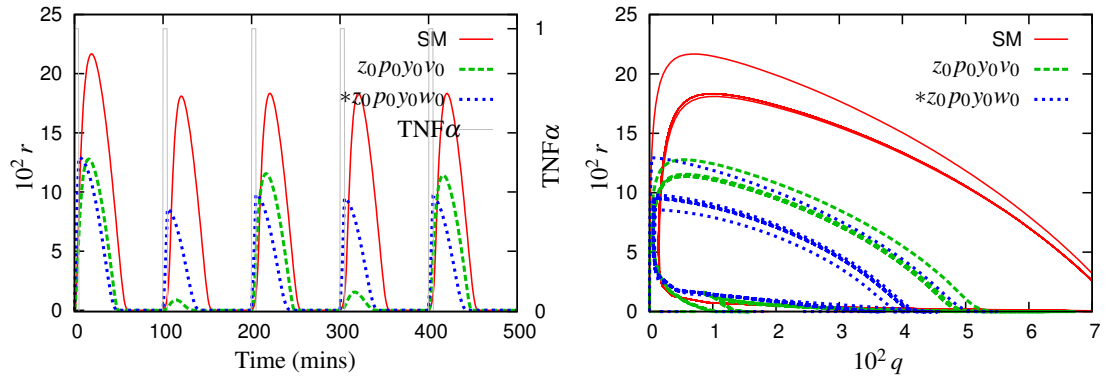 25
20
15
10
5
0
10² r
0 100 200 300 400 500
Time (mins)
1
0
TNFα
SM
z₀p₀y₀v₀
*z₀p₀y₀w₀
TNFα
25
20
15
10
5
0
10² r
0 1 2 3 4 5 6 7
10² q
SM
z₀p₀y₀v₀
*z₀p₀y₀w₀